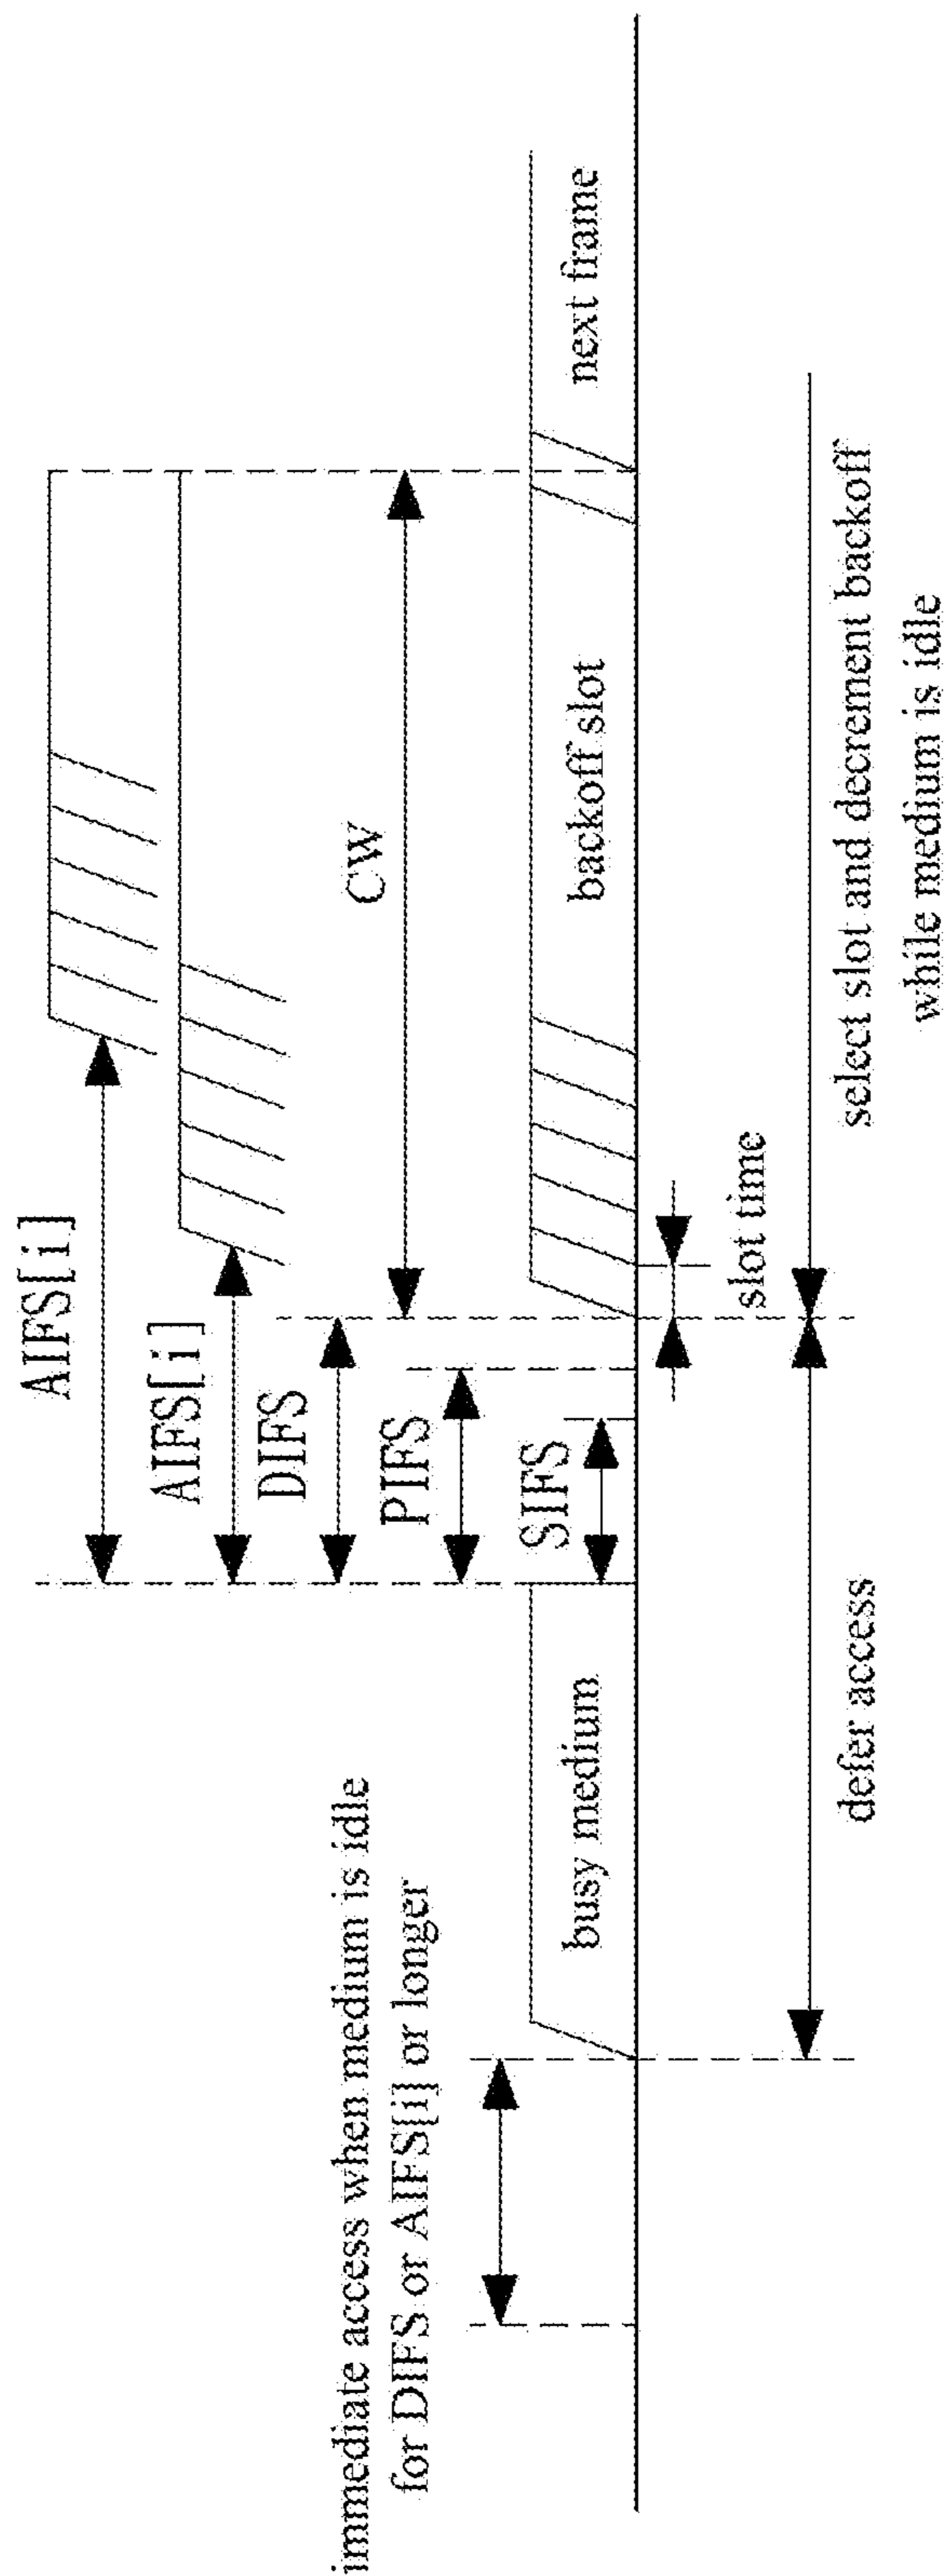 immediate access when medium is idle
for DIFS or AIFS[i] or longer
AIFS[i]
AIFS[i]
DIFS
PIFS
SIFS
CW
busy medium
backoff slot
next frame
slot time
defer access
select slot and decrement backoff
while medium is idle